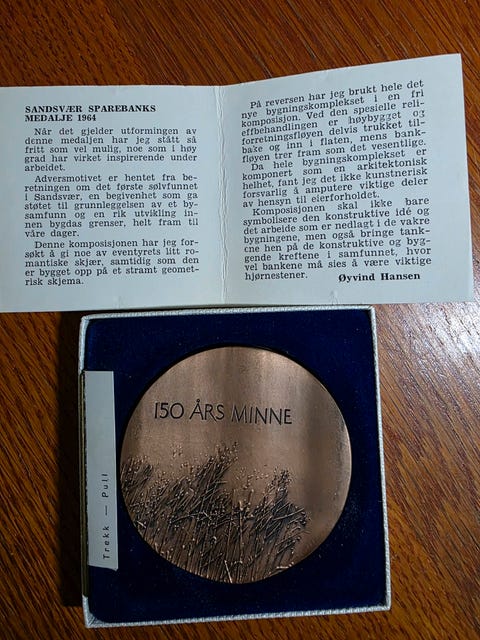 SANDSVÆR SPAREBANKS
MEDALJE 1964
Når det gjelder utformingen av
denne medaljen har jeg stått så
fritt som vel mulig, noe som i høy
grad har virket inspirerende under
arbeidet.
Adversmotivet er hentet fra be-
retningen om det første sølvfunnet
i Sandsvær, en begivenhet som ga
støtet til grunnleggelsen av et by-
samfunn og en rik utvikling in-
nen bygdas grenser, helt fram til
våre dager.
Denne komposisjonen har jeg for-
søkt å gi noe av eventyrets litt ro-
mantiske skjær, samtidig som den
er bygget opp på et stramt geomet-
risk skjema.
På reversen har jeg brukt hele det
nye bygningskomplekset i en fri
komposisjon. Ved den spesielle reli-
effbehandlingen er høybygget og
forretningsfløyen delvis trukket til-
bake og inn i flaten, mens bank-
fløyen trer fram som det vesentlige.
Da hele bygningskomplekset er
komponert som en arkitektonisk
helhet, fant jeg det ikke kunstnerisk
forsvarlig å amputere viktige deler
av hensyn til eierforholdet.
Komposisjonen skal ikke bare
symbolisere den konstruktive idé og
det arbeide som er nedlagt i de vakre
bygningene, men også bringe tank-
ene hen på de konstruktive og byg-
gende kreftene i samfunnet, hvor
vel bankene må sies å være viktige
hjørnestener.
Øyvind Hansen
150 ÅRS MINNE
Trekk — Pull